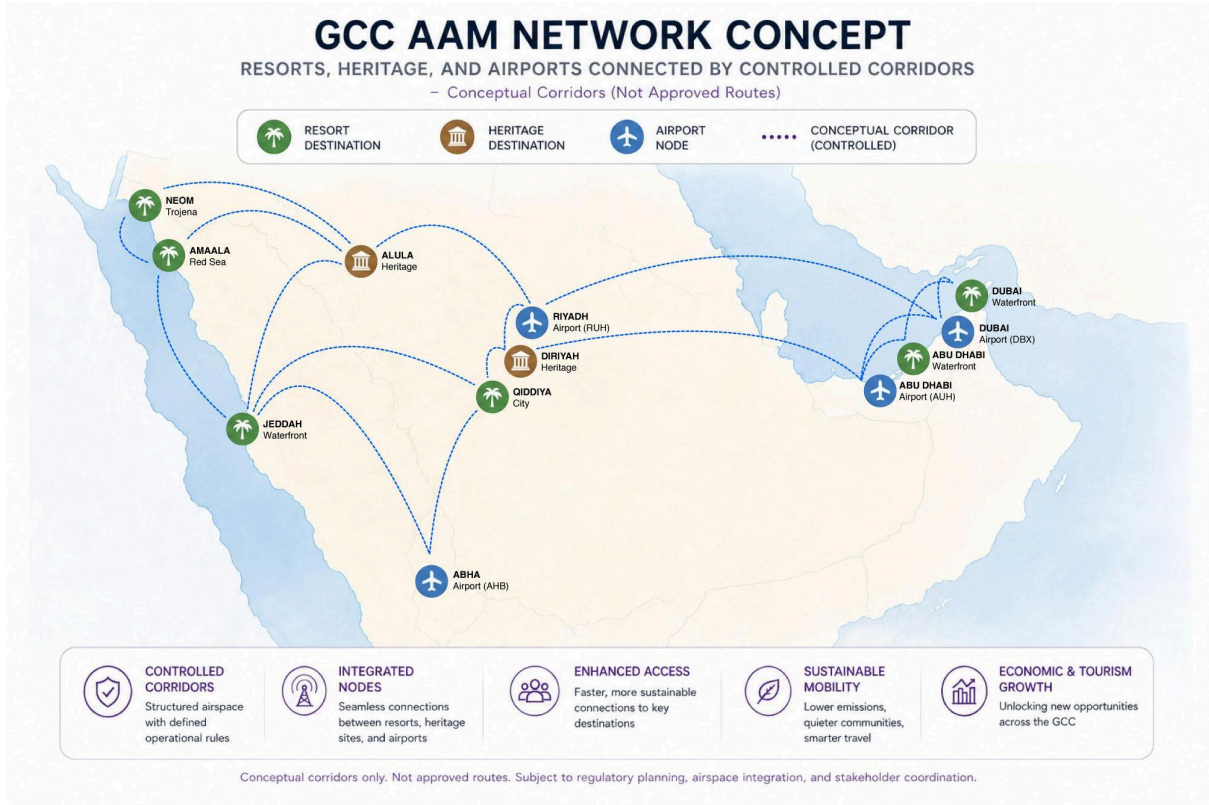 GCC AAM NETWORK CONCEPT
RESORTS, HERITAGE, AND AIRPORTS CONNECTED BY CONTROLLED CORRIDORS
– Conceptual Corridors (Not Approved Routes)
RESORT
DESTINATION
HERITAGE
DESTINATION
AIRPORT
NODE
CONCEPTUAL CORRIDOR
(CONTROLLED)
NEOM
Trojena
AMAALA
Red Sea
ALULA
Heritage
RIYADH
Airport (RUH)
DIRIYAH
Heritage
QIDDIYA
City
JEDDAH
Waterfront
ABHA
Airport (AHB)
DUBAI
Waterfront
DUBAI
Airport (DBX)
ABU DHABI
Waterfront
ABU DHABI
Airport (AUH)
CONTROLLED
CORRIDORS
Structured airspace
with defined
operational rules
INTEGRATED
NODES
Seamless connections
between resorts, heritage
sites, and airports
ENHANCED ACCESS
Faster, more sustainable
connections to key
destinations
SUSTAINABLE
MOBILITY
Lower emissions,
quieter communities,
smarter travel
ECONOMIC & TOURISM
GROWTH
Unlocking new opportunities
across the GCC
Conceptual corridors only. Not approved routes. Subject to regulatory planning, airspace integration, and stakeholder coordination.